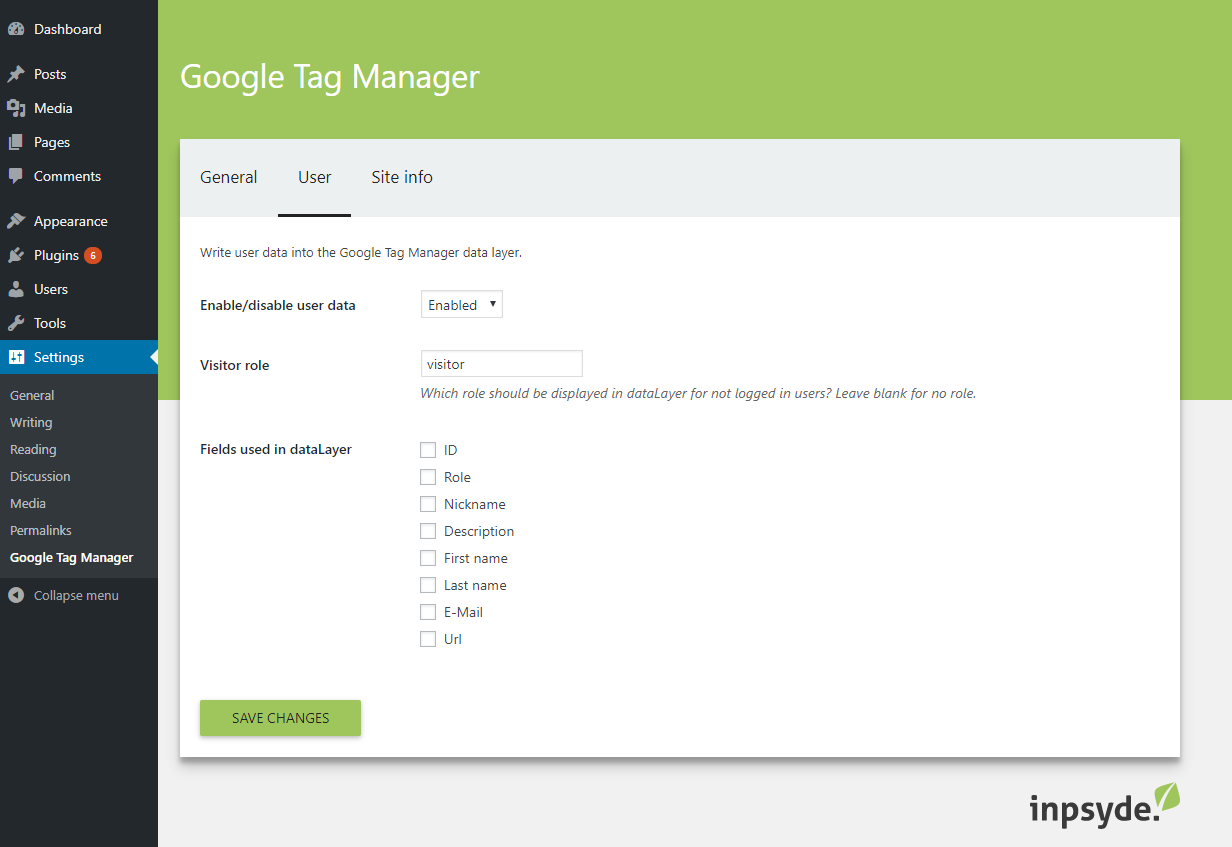 Dashboard
Posts
Media
Pages
Comments
Appearance
Plugins 6
Users
Tools
Settings
General
Writing
Reading
Discussion
Media
Permalinks
Google Tag Manager
Collapse menu
Google Tag Manager
General User Site info
Write user data into the Google Tag Manager data layer.
Enable/disable user data Enabled
Visitor role visitor
Which role should be displayed in dataLayer for not logged in users? Leave blank for no role.
Fields used in dataLayer ID
Role
Nickname
Description
First name
Last name
E-Mail
Url
SAVE CHANGES
inpsyde.